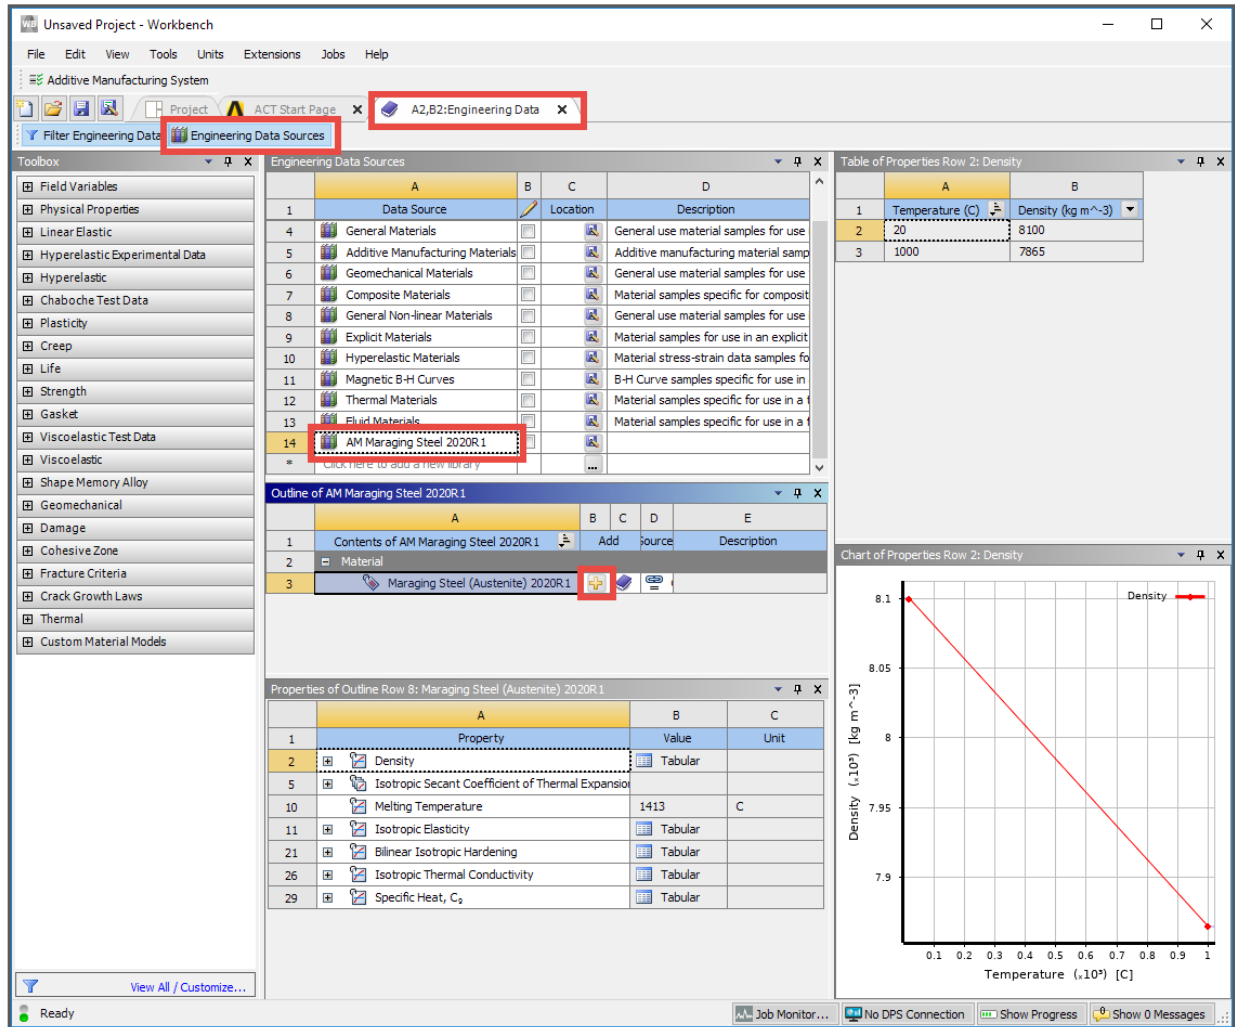 Unsaved Project - Workbench
File Edit View Tools Units Extensions Jobs Help
Additive Manufacturing System
Project ACT Start Page A2,B2:Engineering Data
Filter Engineering Data Engineering Data Sources
Toolbox
Field Variables
Physical Properties
Linear Elastic
Hyperelastic Experimental Data
Hyperelastic
Chaboche Test Data
Plasticity
Creep
Life
Strength
Gasket
Viscoelastic Test Data
Viscoelastic
Shape Memory Alloy
Geomechanical
Damage
Cohesive Zone
Fracture Criteria
Crack Growth Laws
Thermal
Custom Material Models
View All / Customize...
Engineering Data Sources
A B C D
1 Data Source Location Description
4 General Materials General use material samples for use
5 Additive Manufacturing Materials Additive manufacturing material samp
6 Geomechanical Materials General use material samples for use
7 Composite Materials Material samples specific for composit
8 General Non-linear Materials General use material samples for use
9 Explicit Materials Material samples for use in an explicit
10 Hyperelastic Materials Material stress-strain data samples fo
11 Magnetic B-H Curves B-H Curve samples specific for use in
12 Thermal Materials Material samples specific for use in a
13 Fluid Materials Material samples specific for use in a
14 AM Maraging Steel 2020R1
* Click here to add a new library ...
Outline of AM Maraging Steel 2020R1
A B C D E
1 Contents of AM Maraging Steel 2020R1 Add Source Description
2 Material
3 Maraging Steel (Austenite) 2020R1
Properties of Outline Row 8: Maraging Steel (Austenite) 2020R1
A B C
1 Property Value Unit
2 Density Tabular
5 Isotropic Secant Coefficient of Thermal Expansion
10 Melting Temperature 1413 C
11 Isotropic Elasticity Tabular
21 Bilinear Isotropic Hardening Tabular
26 Isotropic Thermal Conductivity Tabular
29 Specific Heat, Cₚ Tabular
Table of Properties Row 2: Density
A B
1 Temperature (C) Density (kg m^-3)
2 20 8100
3 1000 7865
Chart of Properties Row 2: Density
Density
8.1
8.05
8
7.95
7.9
Density (.10³) [kg m^-3]
0.1 0.2 0.3 0.4 0.5 0.6 0.7 0.8 0.9 1
Temperature (.10³) [C]
Ready Job Monitor... No DPS Connection Show Progress Show 0 Messages